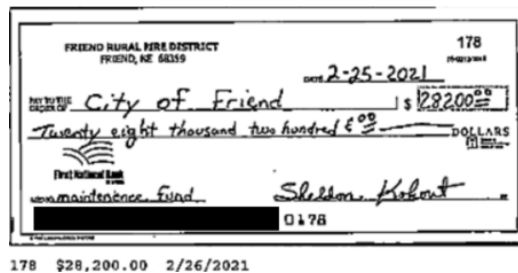 FRIEND RURAL FIRE DISTRICT
FRIEND, NE 68359
178
DATE 2-25-2021
PAY TO THE
ORDER OF City of Friend $ 28200.00
Twenty eight thousand two hundred & 00 DOLLARS
First National Bank
MEMO maintenence fund Sheldon Kohout
0178
178 $28,200.00 2/26/2021